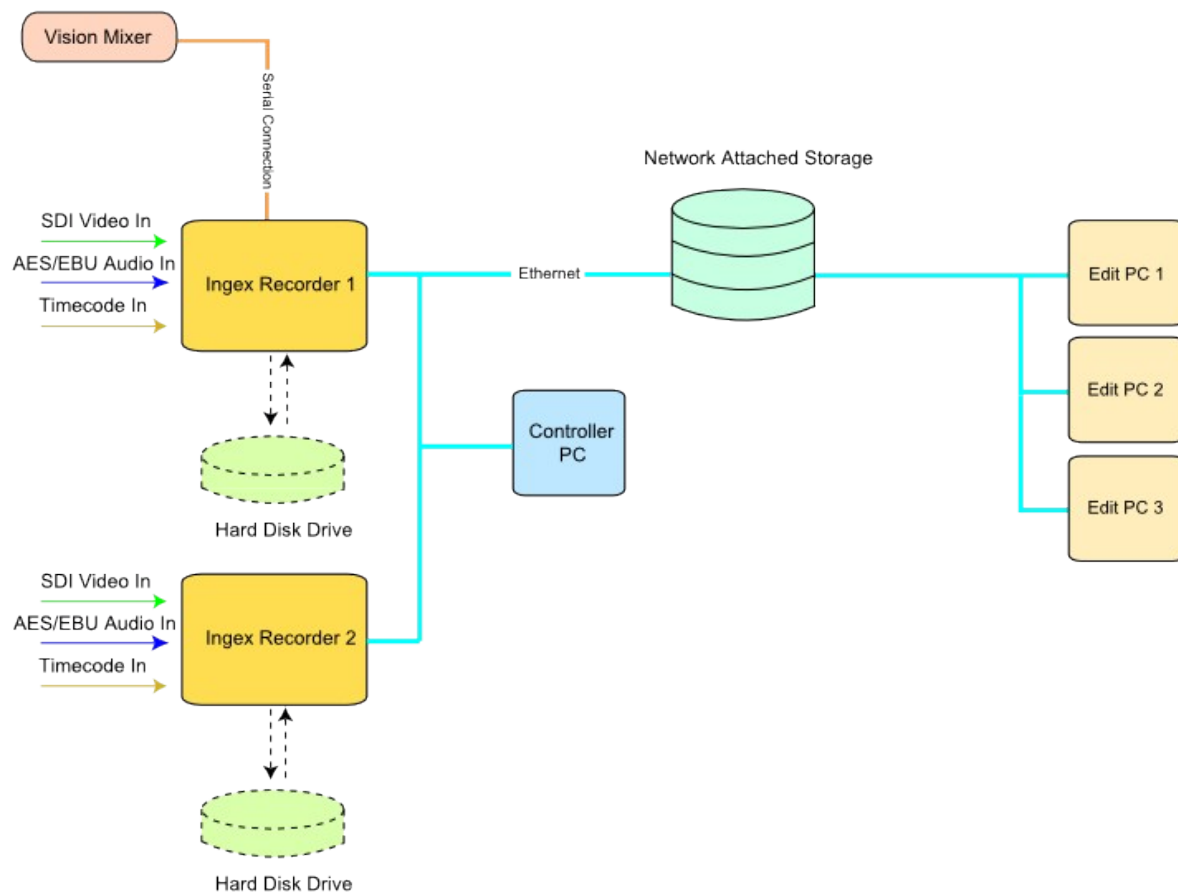 Vision Mixer
Serial Connection
Network Attached Storage
SDI Video In
AES/EBU Audio In
Timecode In
Ingex Recorder 1
Ethernet
Edit PC 1
Edit PC 2
Edit PC 3
Controller
PC
Hard Disk Drive
SDI Video In
AES/EBU Audio In
Timecode In
Ingex Recorder 2
Hard Disk Drive